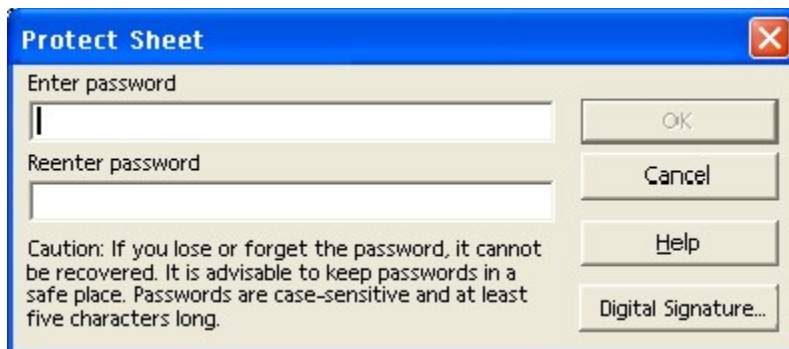 Protect Sheet
Enter password
OK
Reenter password
Cancel
Caution: If you lose or forget the password, it cannot
be recovered. It is advisable to keep passwords in a
safe place. Passwords are case-sensitive and at least
five characters long.
Help
Digital Signature...